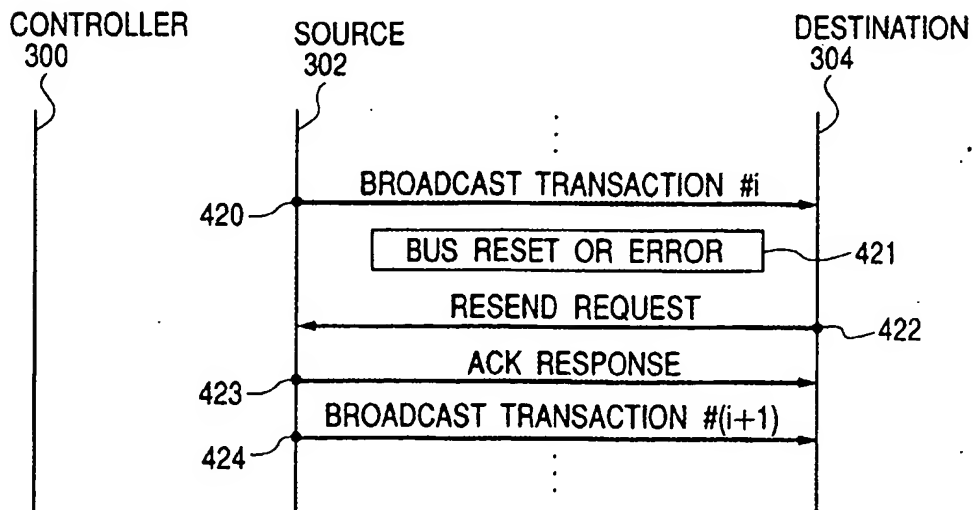 CONTROLLER
300
SOURCE
302
DESTINATION
304
BROADCAST TRANSACTION #i
420
BUS RESET OR ERROR
421
RESEND REQUEST
422
ACK RESPONSE
423
BROADCAST TRANSACTION #(i+1)
424